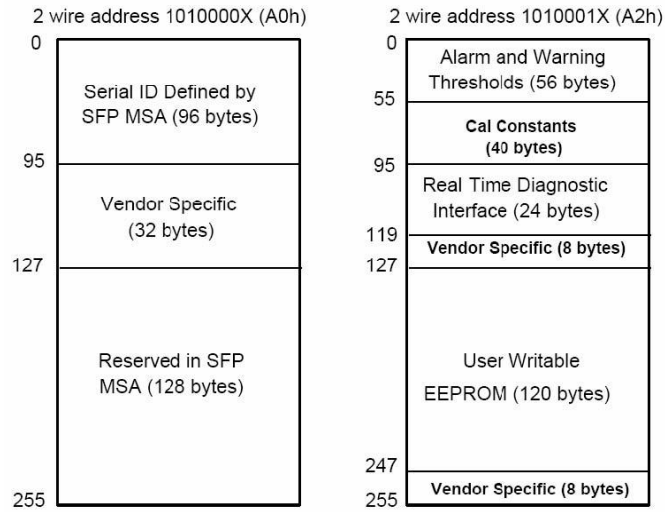 2 wire address 1010000X (A0h)
0
Serial ID Defined by
SFP MSA (96 bytes)
95
Vendor Specific
(32 bytes)
127
Reserved in SFP
MSA (128 bytes)
255
2 wire address 1010001X (A2h)
0
Alarm and Warning
Thresholds (56 bytes)
55
Cal Constants
(40 bytes)
95
Real Time Diagnostic
Interface (24 bytes)
119
Vendor Specific (8 bytes)
127
User Writable
EEPROM (120 bytes)
247
Vendor Specific (8 bytes)
255